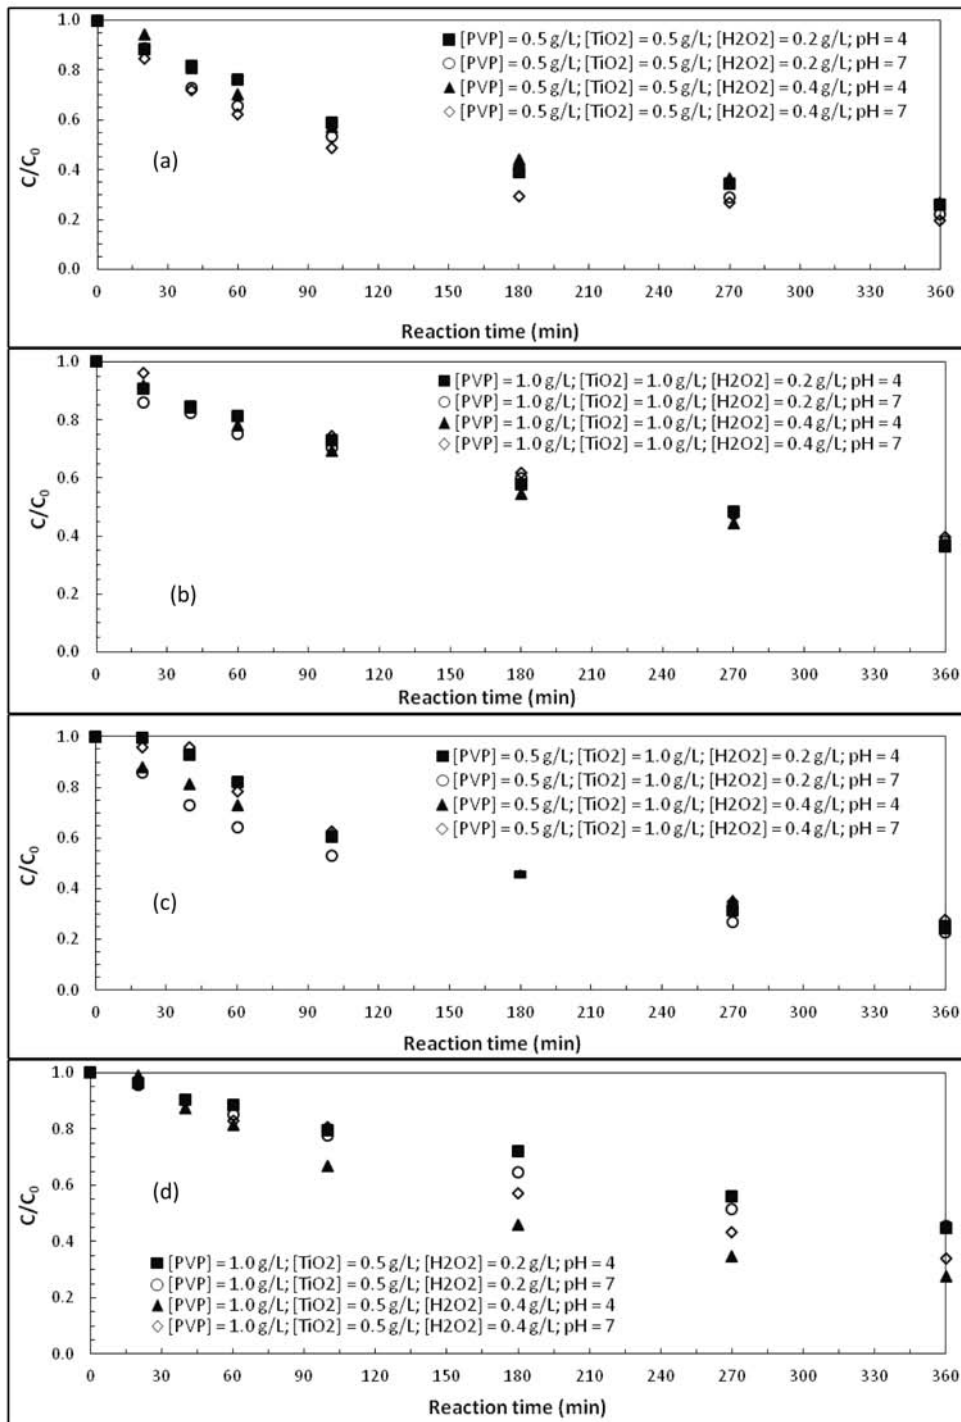 1.0
0.8
0.6
0.4
0.2
0.0
C/C0
(a)
■ [PVP] = 0.5 g/L; [TiO2] = 0.5 g/L; [H2O2] = 0.2 g/L; pH = 4
○ [PVP] = 0.5 g/L; [TiO2] = 0.5 g/L; [H2O2] = 0.2 g/L; pH = 7
▲ [PVP] = 0.5 g/L; [TiO2] = 0.5 g/L; [H2O2] = 0.4 g/L; pH = 4
◇ [PVP] = 0.5 g/L; [TiO2] = 0.5 g/L; [H2O2] = 0.4 g/L; pH = 7
0 30 60 90 120 150 180 210 240 270 300 330 360
Reaction time (min)
1.0
0.8
0.6
0.4
0.2
0.0
C/C0
(b)
■ [PVP] = 1.0 g/L; [TiO2] = 1.0 g/L; [H2O2] = 0.2 g/L; pH = 4
○ [PVP] = 1.0 g/L; [TiO2] = 1.0 g/L; [H2O2] = 0.2 g/L; pH = 7
▲ [PVP] = 1.0 g/L; [TiO2] = 1.0 g/L; [H2O2] = 0.4 g/L; pH = 4
◇ [PVP] = 1.0 g/L; [TiO2] = 1.0 g/L; [H2O2] = 0.4 g/L; pH = 7
0 30 60 90 120 150 180 210 240 270 300 330 360
Reaction time (min)
1.0
0.8
0.6
0.4
0.2
0.0
C/C0
(c)
■ [PVP] = 0.5 g/L; [TiO2] = 1.0 g/L; [H2O2] = 0.2 g/L; pH = 4
○ [PVP] = 0.5 g/L; [TiO2] = 1.0 g/L; [H2O2] = 0.2 g/L; pH = 7
▲ [PVP] = 0.5 g/L; [TiO2] = 1.0 g/L; [H2O2] = 0.4 g/L; pH = 4
◇ [PVP] = 0.5 g/L; [TiO2] = 1.0 g/L; [H2O2] = 0.4 g/L; pH = 7
0 30 60 90 120 150 180 210 240 270 300 330 360
Reaction time (min)
1.0
0.8
0.6
0.4
0.2
0.0
C/C0
(d)
■ [PVP] = 1.0 g/L; [TiO2] = 0.5 g/L; [H2O2] = 0.2 g/L; pH = 4
○ [PVP] = 1.0 g/L; [TiO2] = 0.5 g/L; [H2O2] = 0.2 g/L; pH = 7
▲ [PVP] = 1.0 g/L; [TiO2] = 0.5 g/L; [H2O2] = 0.4 g/L; pH = 4
◇ [PVP] = 1.0 g/L; [TiO2] = 0.5 g/L; [H2O2] = 0.4 g/L; pH = 7
0 30 60 90 120 150 180 210 240 270 300 330 360
Reaction time (min)